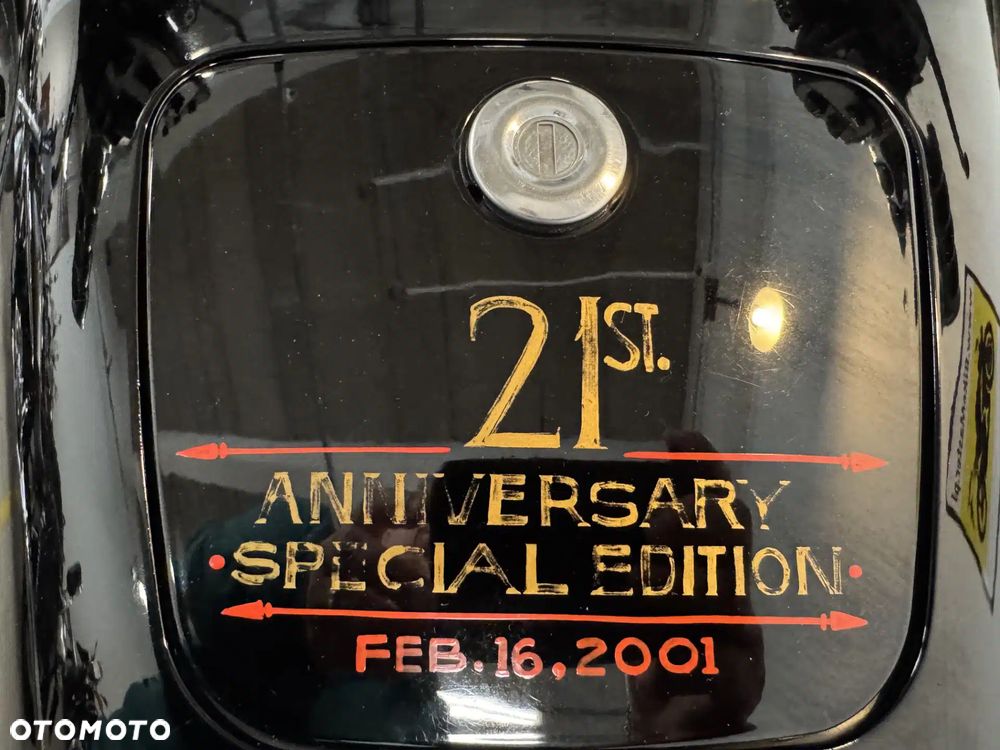 21ST.
ANNIVERSARY
SPECIAL EDITION
FEB. 16, 2001
OTOMOTO